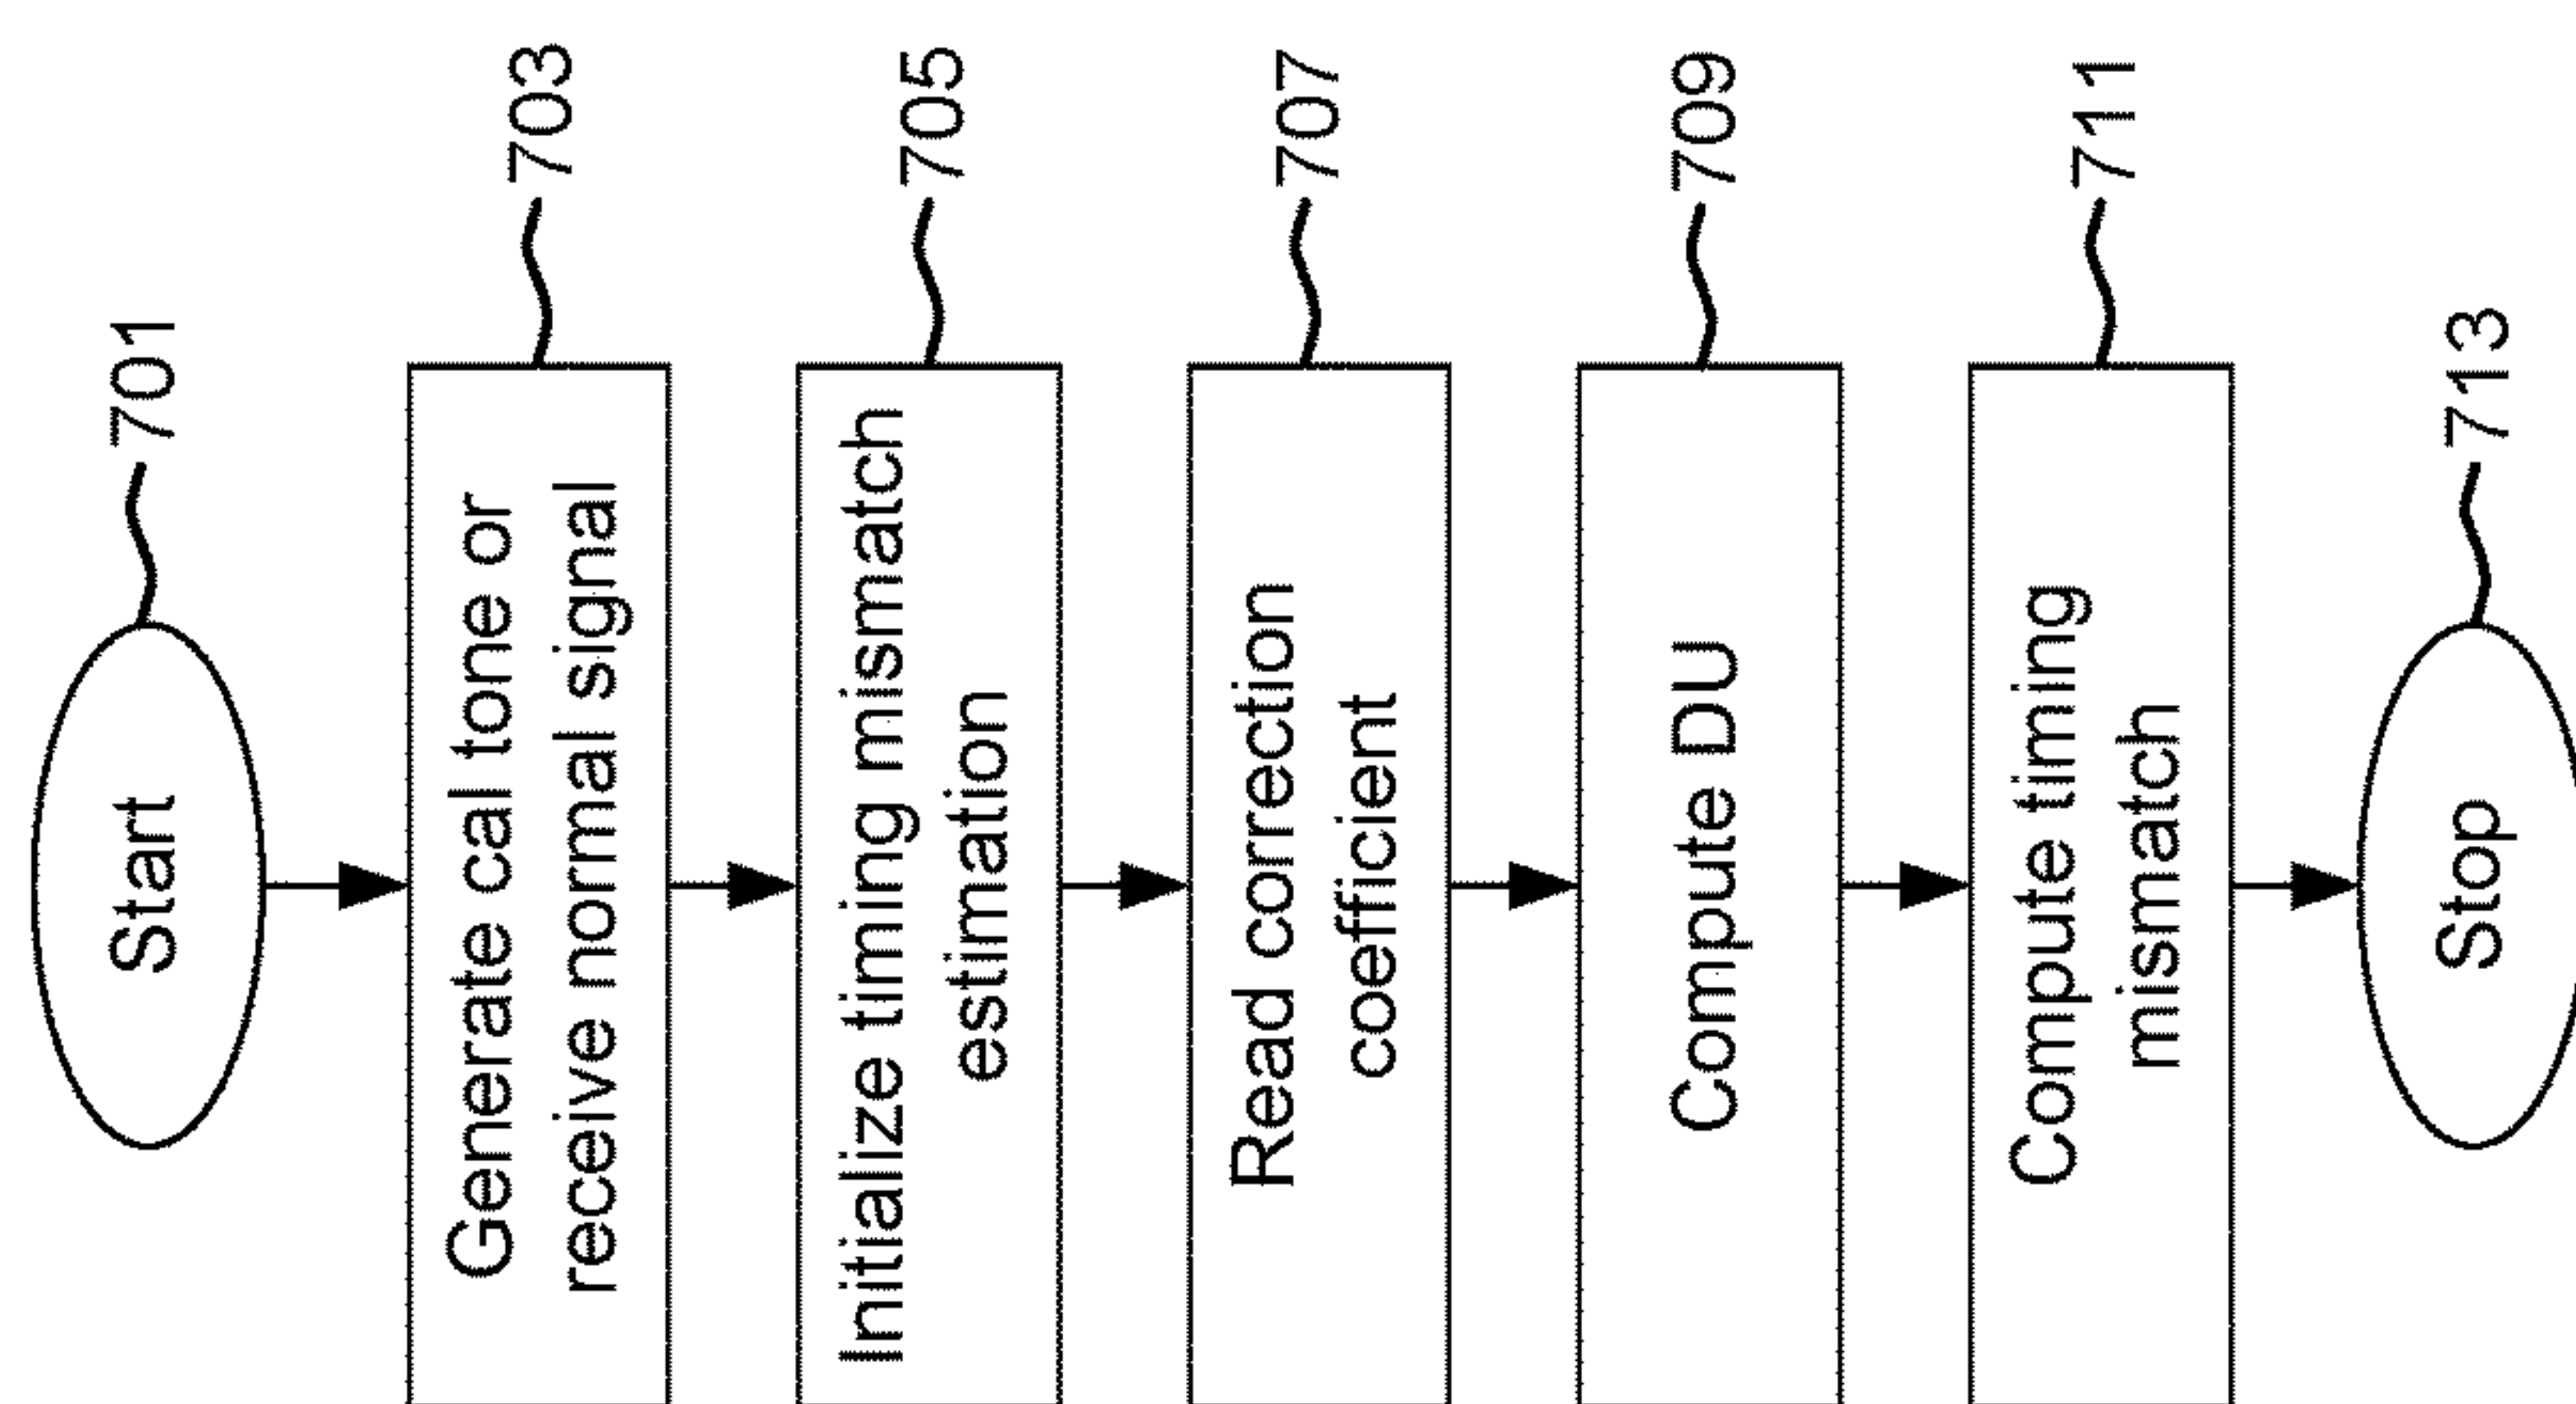 Start
701
Generate cal tone or
receive normal signal
703
Initialize timing mismatch
estimation
705
Read correction
coefficient
707
Compute DU
709
Compute timing
mismatch
711
Stop
713